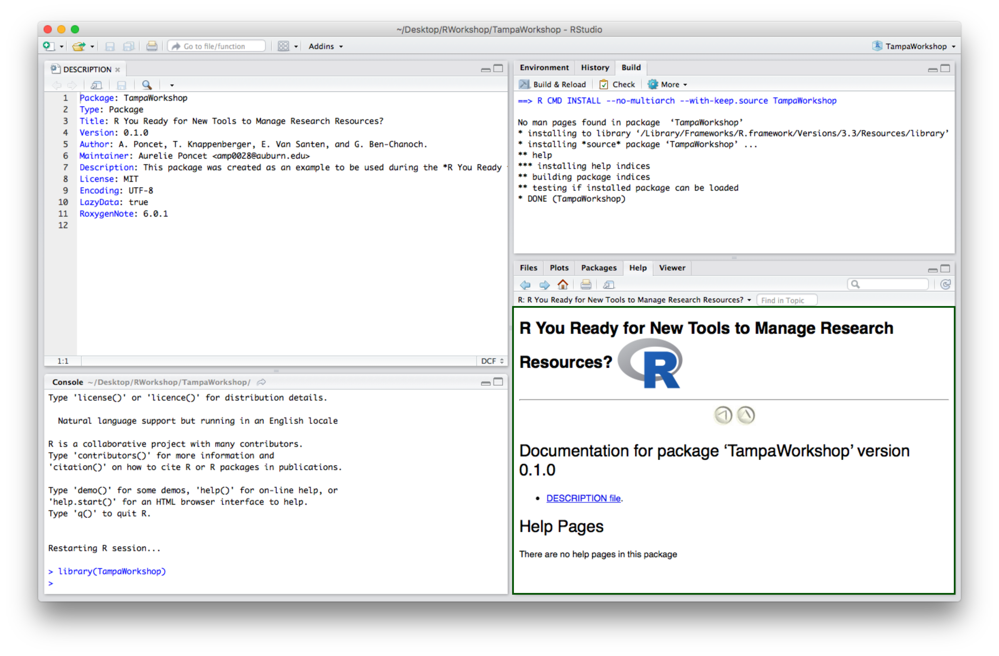 ~/Desktop/RWorkshop/TampaWorkshop - RStudio
Go to file/function
Addins
TampaWorkshop
DESCRIPTION
1 Package: TampaWorkshop
2 Type: Package
3 Title: R You Ready for New Tools to Manage Research Resources?
4 Version: 0.1.0
5 Author: A. Poncet, T. Knappenberger, E. Van Santen, and G. Ben-Chanoch.
6 Maintainer: Aurelie Poncet <amp0028@auburn.edu>
7 Description: This package was created as an example to be used during the *R You Ready
8 License: MIT
9 Encoding: UTF-8
10 LazyData: true
11 RoxygenNote: 6.0.1
12
1:1
DCF
Console ~/Desktop/RWorkshop/TampaWorkshop/
Type 'license()' or 'licence()' for distribution details.
Natural language support but running in an English locale
R is a collaborative project with many contributors.
Type 'contributors()' for more information and
'citation()' on how to cite R or R packages in publications.
Type 'demo()' for some demos, 'help()' for on-line help, or
'help.start()' for an HTML browser interface to help.
Type 'q()' to quit R.
Restarting R session...
> library(TampaWorkshop)
>
Environment History Build
Build & Reload Check More
==> R CMD INSTALL --no-multiarch --with-keep.source TampaWorkshop
No man pages found in package ‘TampaWorkshop’
* installing to library ‘/Library/Frameworks/R.framework/Versions/3.3/Resources/library’
* installing *source* package ‘TampaWorkshop’ ...
** help
*** installing help indices
** building package indices
** testing if installed package can be loaded
* DONE (TampaWorkshop)
Files Plots Packages Help Viewer
R: R You Ready for New Tools to Manage Research Resources? Find in Topic
R You Ready for New Tools to Manage Research
Resources? R
Documentation for package ‘TampaWorkshop’ version
0.1.0
• DESCRIPTION file.
Help Pages
There are no help pages in this package